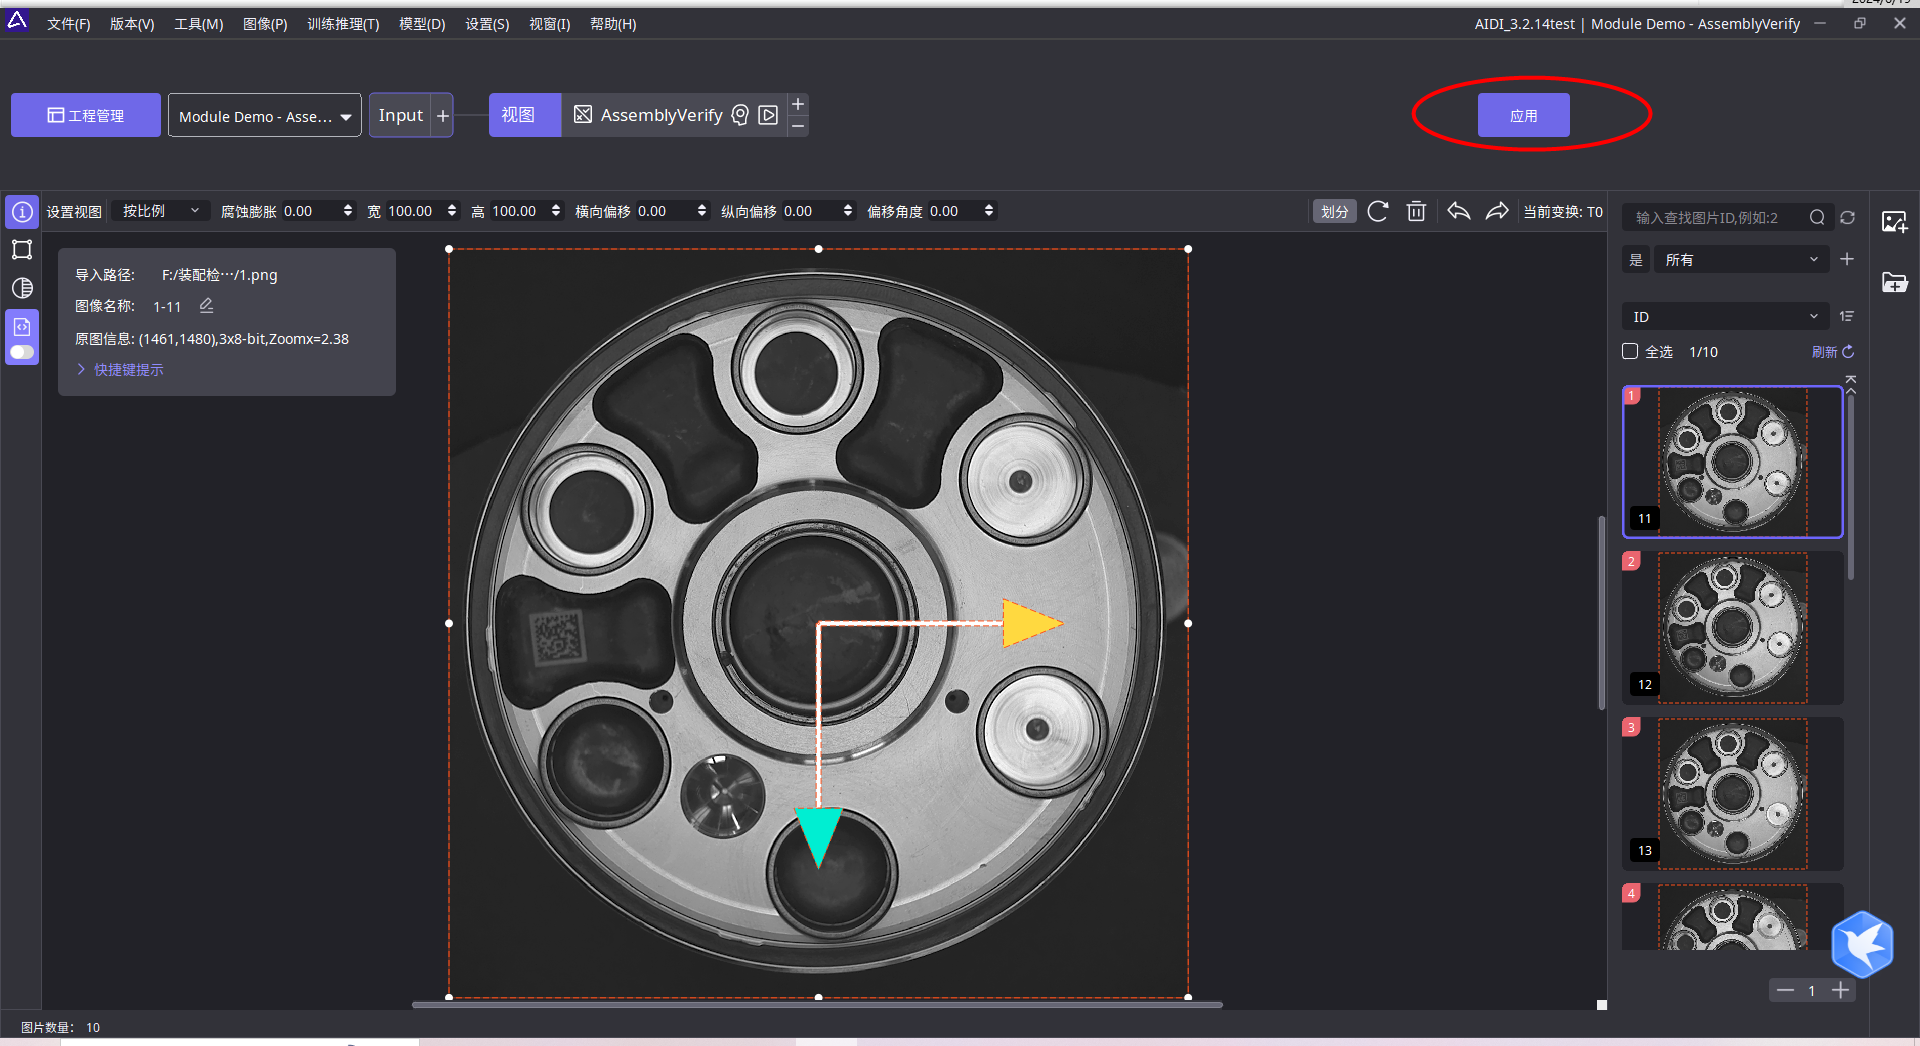 文件(F) 版本(V) 工具(M) 图像(P) 训练推理(T) 模型(D) 设置(S) 视窗(I) 帮助(H) AIDI_3.2.14test | Module Demo - AssemblyVerify
工程管理 Module Demo - Asse... Input + 视图 AssemblyVerify 应用
设置视图 按比例 腐蚀膨胀 0.00 宽 100.00 高 100.00 横向偏移 0.00 纵向偏移 0.00 偏移角度 0.00 划分 当前变换: T0
输入查找图片ID,例如:2
是 所有
导入路径: F:/装配检···/1.png
图像名称: 1-11
原图信息: (1461,1480),3x8-bit,Zoomx=2.38
快捷键提示
ID
全选 1/10 刷新
1
11
2
12
3
13
4
1
图片数量: 10